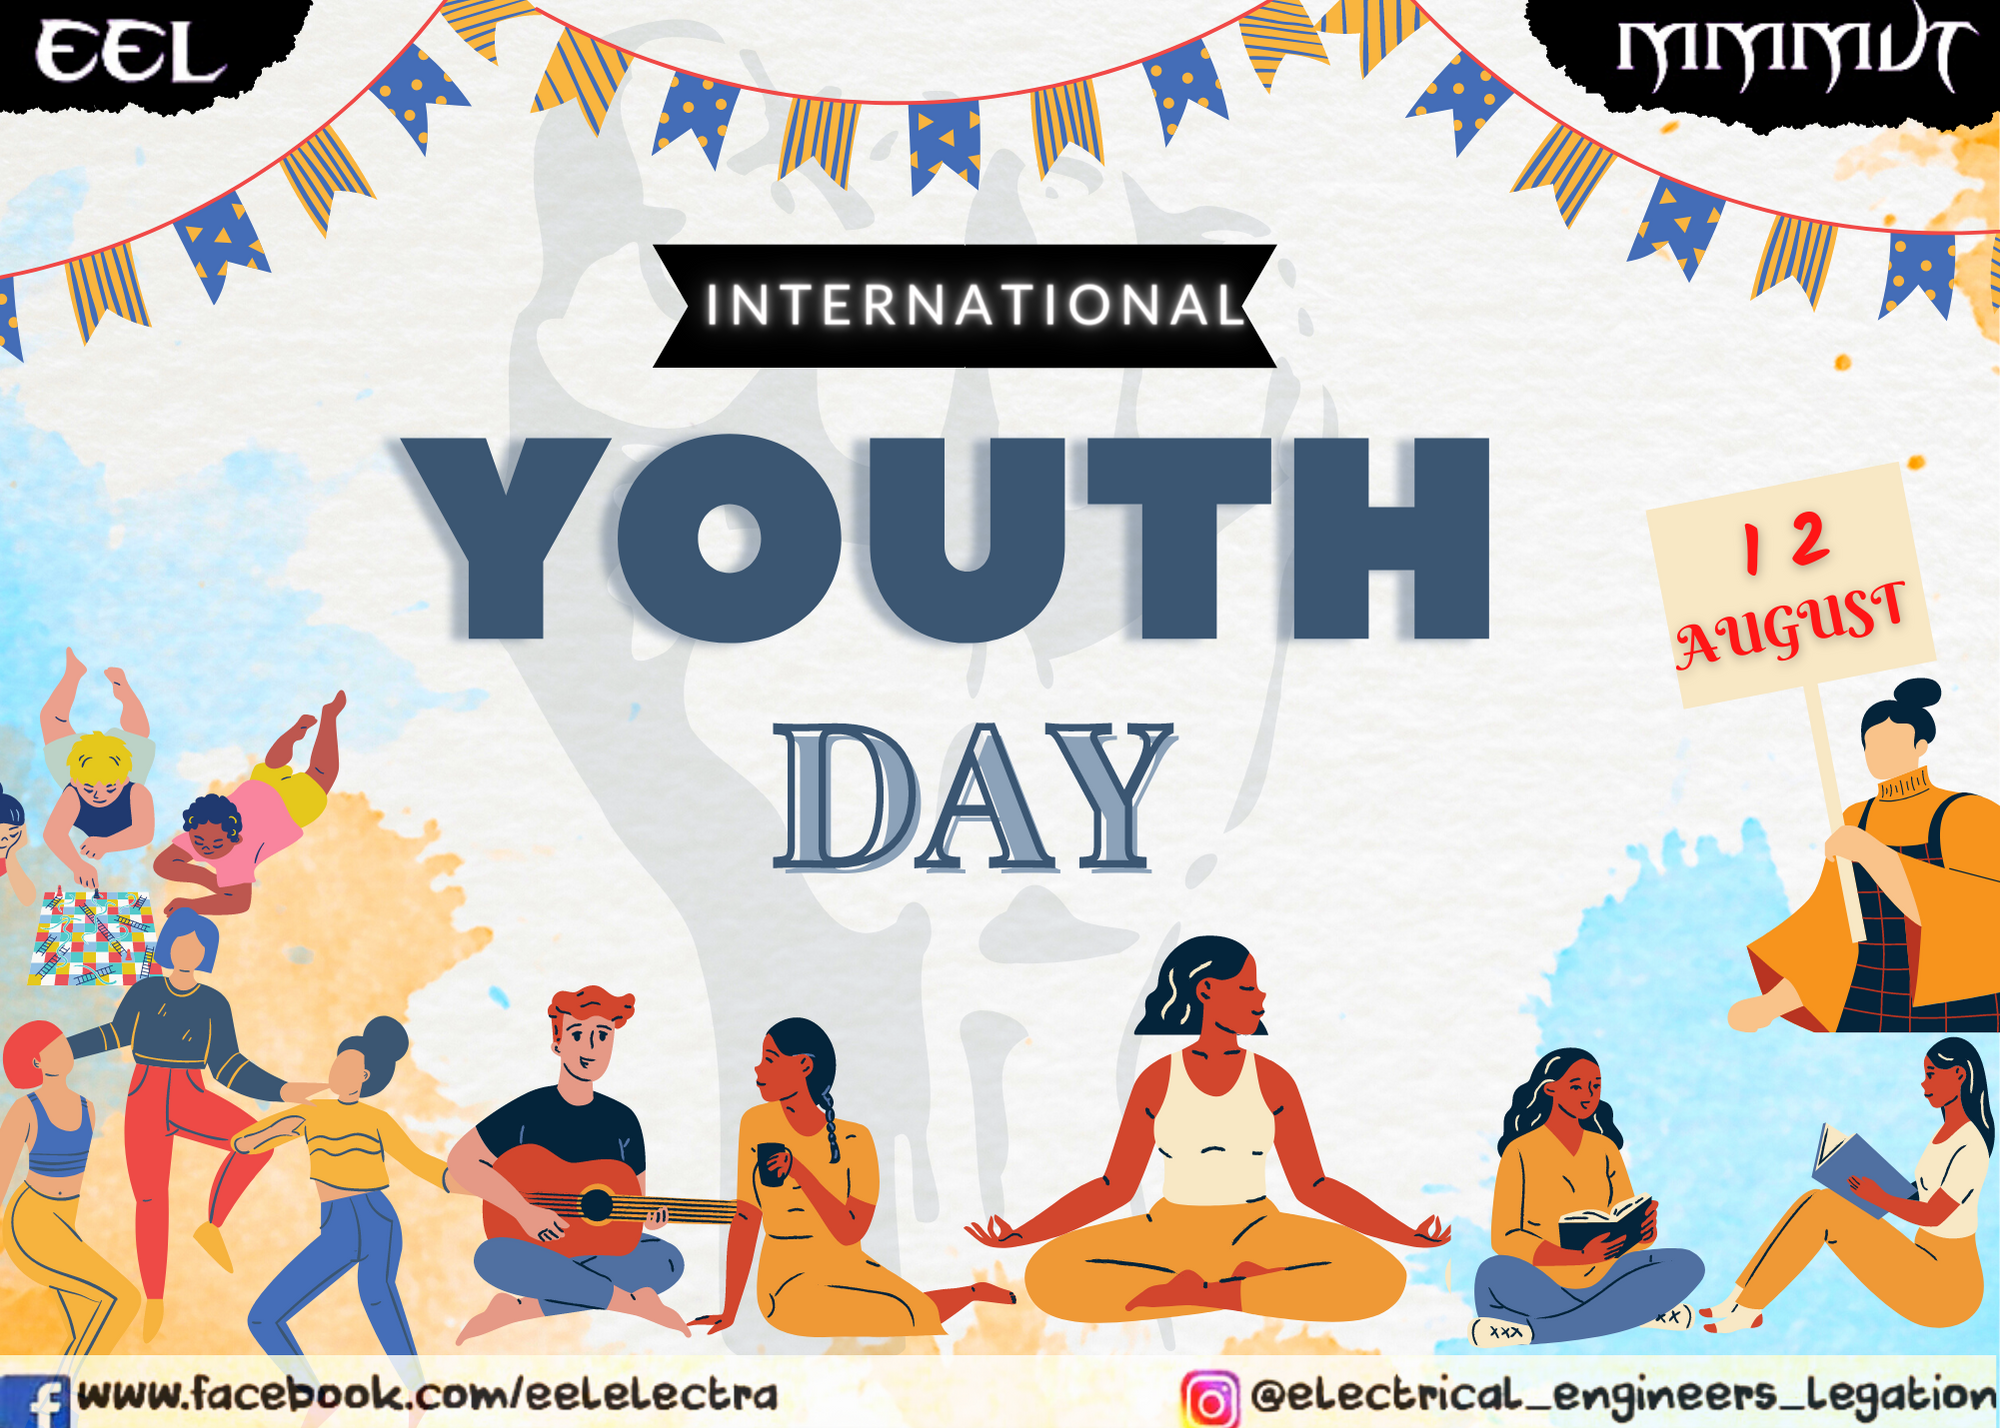 EEL
MMMUT
INTERNATIONAL
YOUTH
DAY
12
AUGUST
www.facebook.com/eelelectra
@electrical_engineers_legation